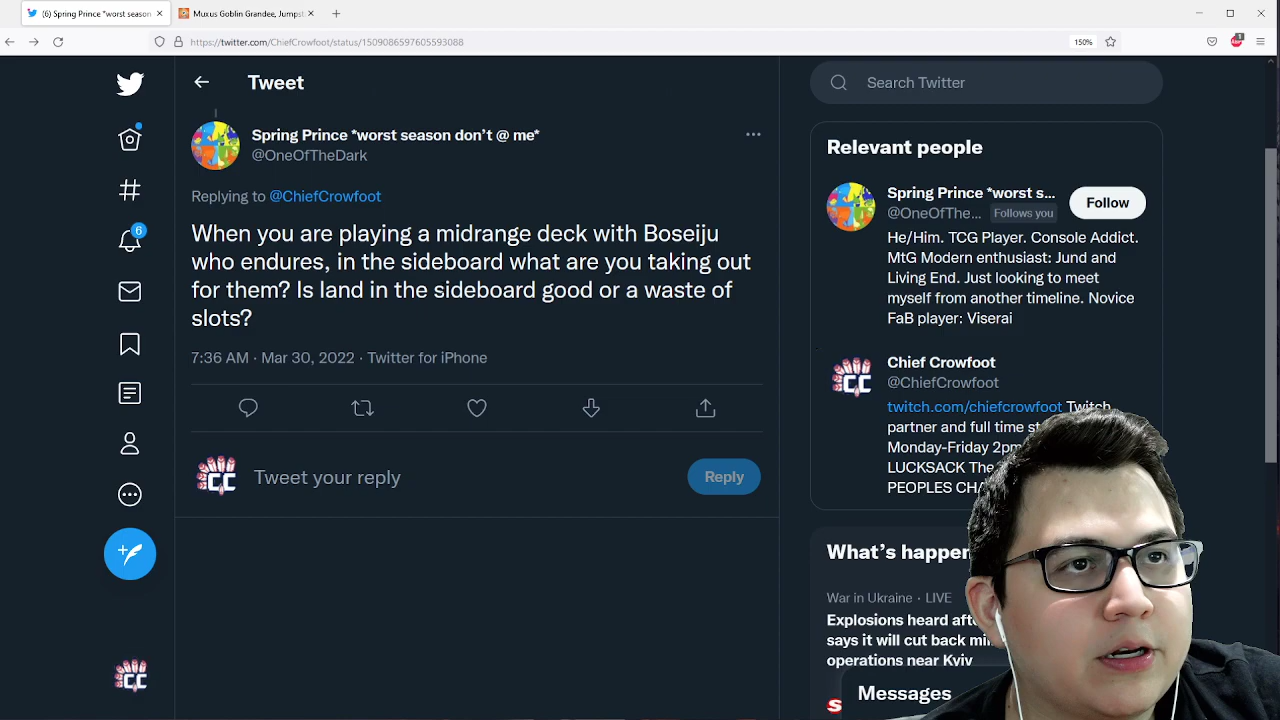 (6) Spring Prince *worst season
Muxus Goblin Grandee, Jumpst
https://twitter.com/ChiefCrowfoot/status/1509086597605593088
150%
Tweet
Search Twitter
Spring Prince *worst season don't @ me*
@OneOfTheDark
Replying to @ChiefCrowfoot
When you are playing a midrange deck with Boseiju
who endures, in the sideboard what are you taking out
for them? Is land in the sideboard good or a waste of
slots?
7:36 AM · Mar 30, 2022 · Twitter for iPhone
CC
Tweet your reply
Reply
6
CC
Relevant people
Spring Prince *worst s...
@OneOfThe... Follows you
Follow
He/Him. TCG Player. Console Addict.
MtG Modern enthusiast: Jund and
Living End. Just looking to meet
myself from another timeline. Novice
FaB player: Viserai
CC
Chief Crowfoot
@ChiefCrowfoot
twitch.com/chiefcrowfoot Twitch
partner and full time
Monday-Friday 2pm
LUCKSACK The
PEOPLES
What's
War in Ukraine · LIVE
Explosions heard
says it will cut back
operations near Kyiv
Messages